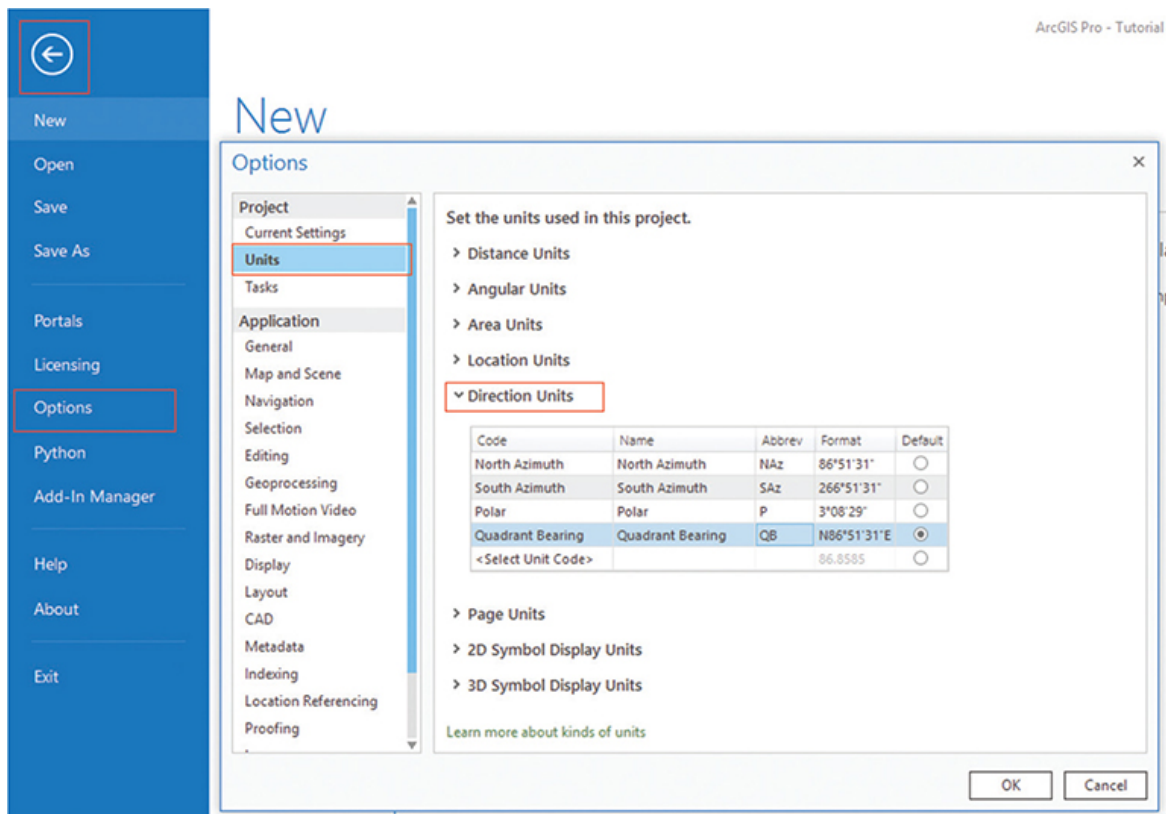 ArcGIS Pro - Tutorial
New
Open
Save
Save As
Portals
Licensing
Options
Python
Add-In Manager
Help
About
Exit
New
Options
Project
Current Settings
Units
Tasks
Application
General
Map and Scene
Navigation
Selection
Editing
Geoprocessing
Full Motion Video
Raster and Imagery
Display
Layout
CAD
Metadata
Indexing
Location Referencing
Proofing
Set the units used in this project.
Distance Units
Angular Units
Area Units
Location Units
Direction Units
Code Name Abbrev Format Default
North Azimuth North Azimuth NAz 86°51'31"
South Azimuth South Azimuth SAz 266°51'31"
Polar Polar P 3°08'29"
Quadrant Bearing Quadrant Bearing QB N86°51'31"E
<Select Unit Code> 86.8585
Page Units
2D Symbol Display Units
3D Symbol Display Units
Learn more about kinds of units
OK Cancel